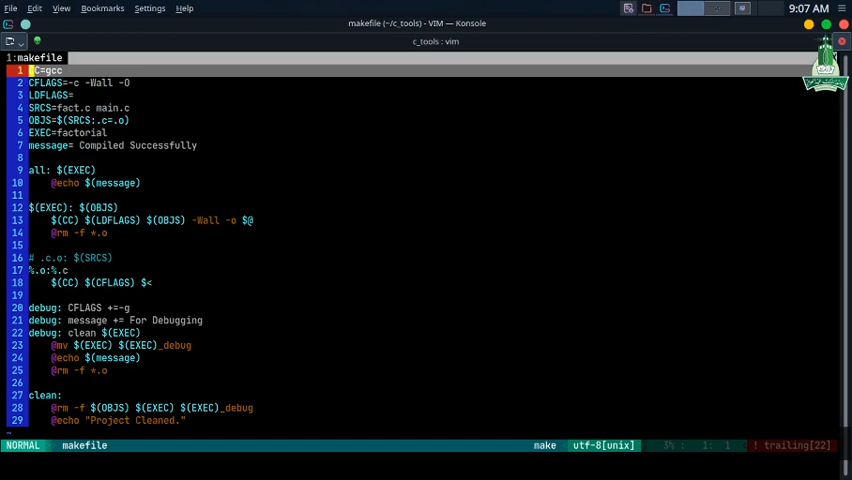 File Edit View Bookmarks Settings Help 9:07 AM
makefile (~/c_tools) - VIM — Konsole
c_tools : vim
1:makefile
1 CC=gcc
2 CFLAGS=-c -Wall -O
3 LDFLAGS=
4 SRCS=fact.c main.c
5 OBJS=$(SRCS:.c=.o)
6 EXEC=factorial
7 message= Compiled Successfully
8
9 all: $(EXEC)
10 @echo $(message)
11
12 $(EXEC): $(OBJS)
13 $(CC) $(LDFLAGS) $(OBJS) -Wall -o $@
14 @rm -f *.o
15
16 # .c.o: $(SRCS)
17 %.o:%.c
18 $(CC) $(CFLAGS) $<
19
20 debug: CFLAGS +=-g
21 debug: message += For Debugging
22 debug: clean $(EXEC)
23 @mv $(EXEC) $(EXEC)_debug
24 @echo $(message)
25 @rm -f *.o
26
27 clean:
28 @rm -f $(OBJS) $(EXEC) $(EXEC)_debug
29 @echo "Project Cleaned."
~
NORMAL makefile make utf-8[unix] 3% : 1: 1 ! trailing[22]